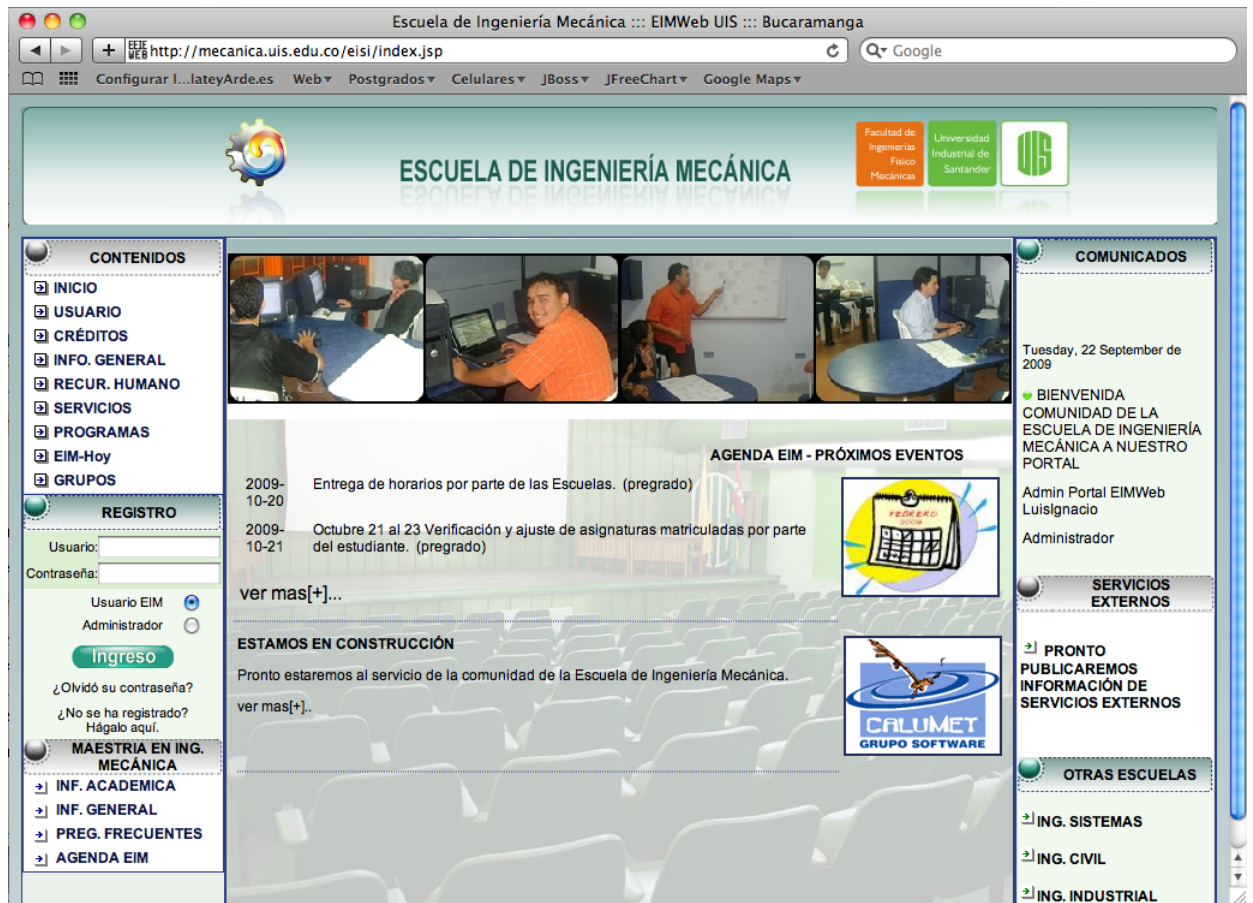 Escuela de Ingeniería Mecánica ::: EIMWeb UIS ::: Bucaramanga
EEIE
WEB
http://mecanica.uis.edu.co/eisi/index.jsp
Google
Configurar l...lateyArde.es
Web
Postgrados
Celulares
JBoss
JFreeChart
Google Maps
ESCUELA DE INGENIERÍA MECÁNICA
Facultad de
Ingenierías
Fisico
Mecánicas
Universidad
Industrial de
Santander
UIS
CONTENIDOS
INICIO
USUARIO
CRÉDITOS
INFO. GENERAL
RECUR. HUMANO
SERVICIOS
PROGRAMAS
EIM-Hoy
GRUPOS
REGISTRO
Usuario:
Contraseña:
Usuario EIM
Administrador
Ingreso
¿Olvidó su contraseña?
¿No se ha registrado?
Hágalo aquí.
MAESTRIA EN ING.
MECÁNICA
INF. ACADEMICA
INF. GENERAL
PREG. FRECUENTES
AGENDA EIM
AGENDA EIM - PRÓXIMOS EVENTOS
2009-
10-20
Entrega de horarios por parte de las Escuelas. (pregrado)
2009-
10-21
Octubre 21 al 23 Verificación y ajuste de asignaturas matriculadas por parte
del estudiante. (pregrado)
FEBRERO
2008
ver mas[+]...
ESTAMOS EN CONSTRUCCIÓN
Pronto estaremos al servicio de la comunidad de la Escuela de Ingeniería Mecánica.
ver mas[+]..
CALUMET
GRUPO SOFTWARE
COMUNICADOS
Tuesday, 22 September de
2009
BIENVENIDA
COMUNIDAD DE LA
ESCUELA DE INGENIERÍA
MECÁNICA A NUESTRO
PORTAL
Admin Portal EIMWeb
LuisIgnacio
Administrador
SERVICIOS
EXTERNOS
PRONTO
PUBLICAREMOS
INFORMACIÓN DE
SERVICIOS EXTERNOS
OTRAS ESCUELAS
ING. SISTEMAS
ING. CIVIL
ING. INDUSTRIAL